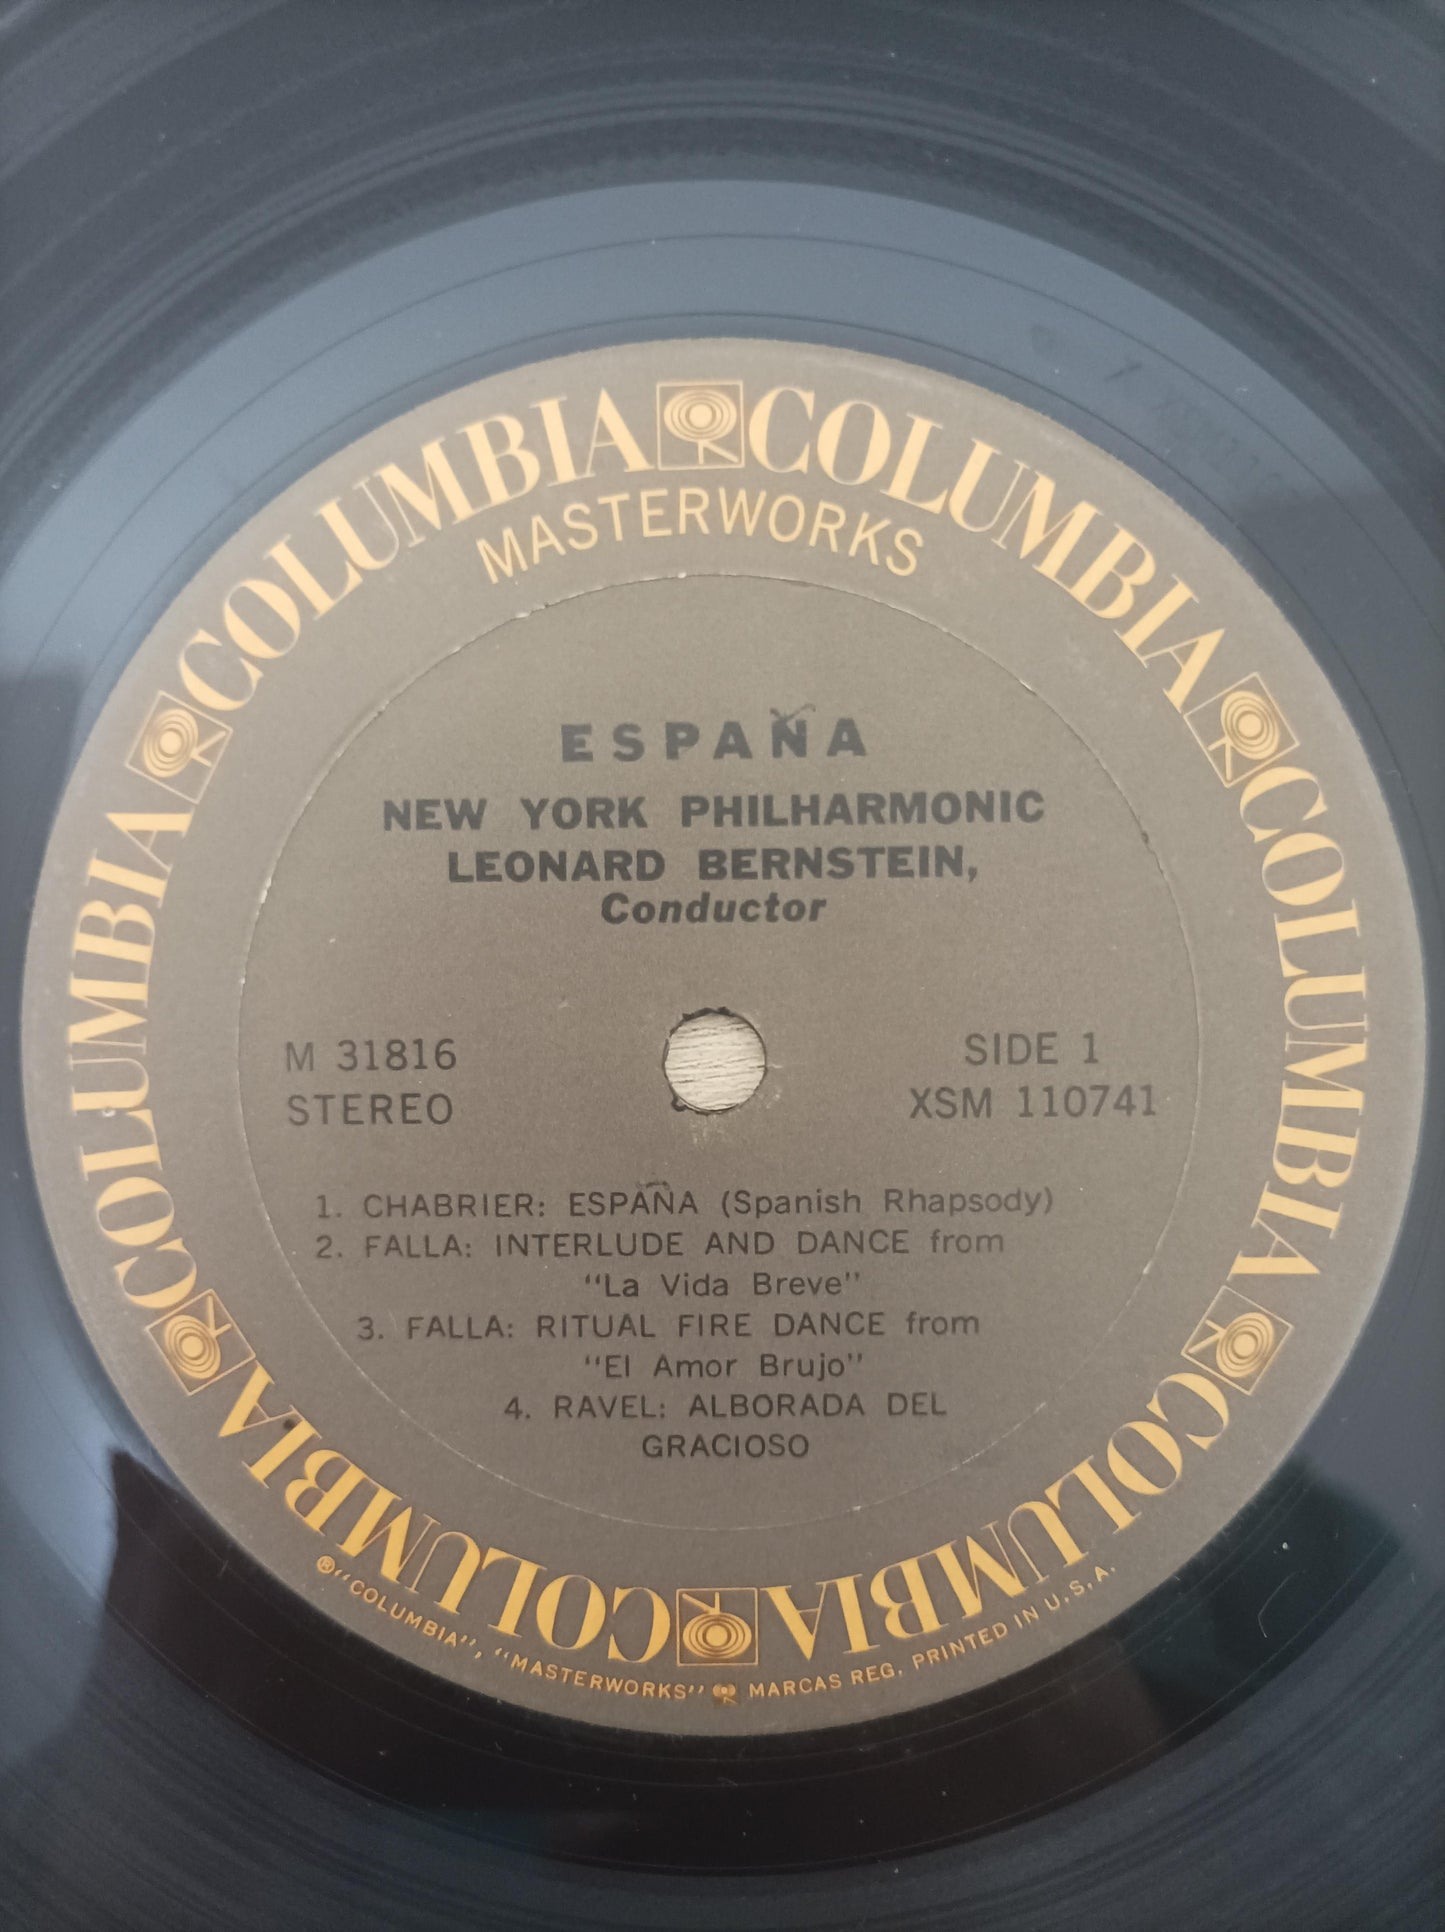 COLUMBIA COLUMBIA COLUMBIA COLUMBIA COLUMBIA COLUMBIA
MASTERWORKS
ESPAÑA
NEW YORK PHILHARMONIC
LEONARD BERNSTEIN,
Conductor
M 31816
STEREO
SIDE 1
XSM 110741
1. CHABRIER: ESPAÑA (Spanish Rhapsody)
2. FALLA: INTERLUDE AND DANCE from
"La Vida Breve"
3. FALLA: RITUAL FIRE DANCE from
"El Amor Brujo"
4. RAVEL: ALBORADA DEL
GRACIOSO
®"COLUMBIA", "MASTERWORKS" MARCAS REG. PRINTED IN U.S.A.